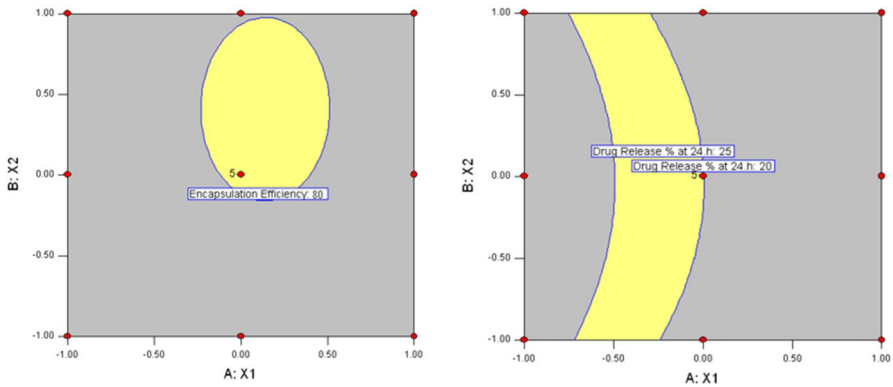 1.00
0.50
0.00
-0.50
-1.00
B: X2
5
Encapsulation Efficiency: 80
-1.00 -0.50 0.00 0.50 1.00
A: X1
1.00
0.50
0.00
-0.50
-1.00
B: X2
Drug Release % at 24 h: 25
Drug Release % at 24 h: 20
5
-1.00 -0.50 0.00 0.50 1.00
A: X1